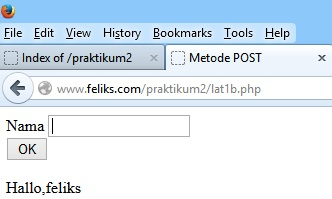 File Edit View History Bookmarks Tools Help
Index of /praktikum2 × Metode POST ×
www.feliks.com/praktikum2/lat1b.php
Nama
OK
Hallo,feliks